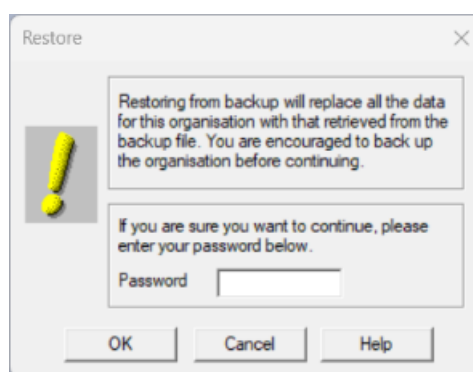 Restore
Restoring from backup will replace all the data
for this organisation with that retrieved from the
backup file. You are encouraged to back up
the organisation before continuing.
If you are sure you want to continue, please
enter your password below.
Password
OK Cancel Help